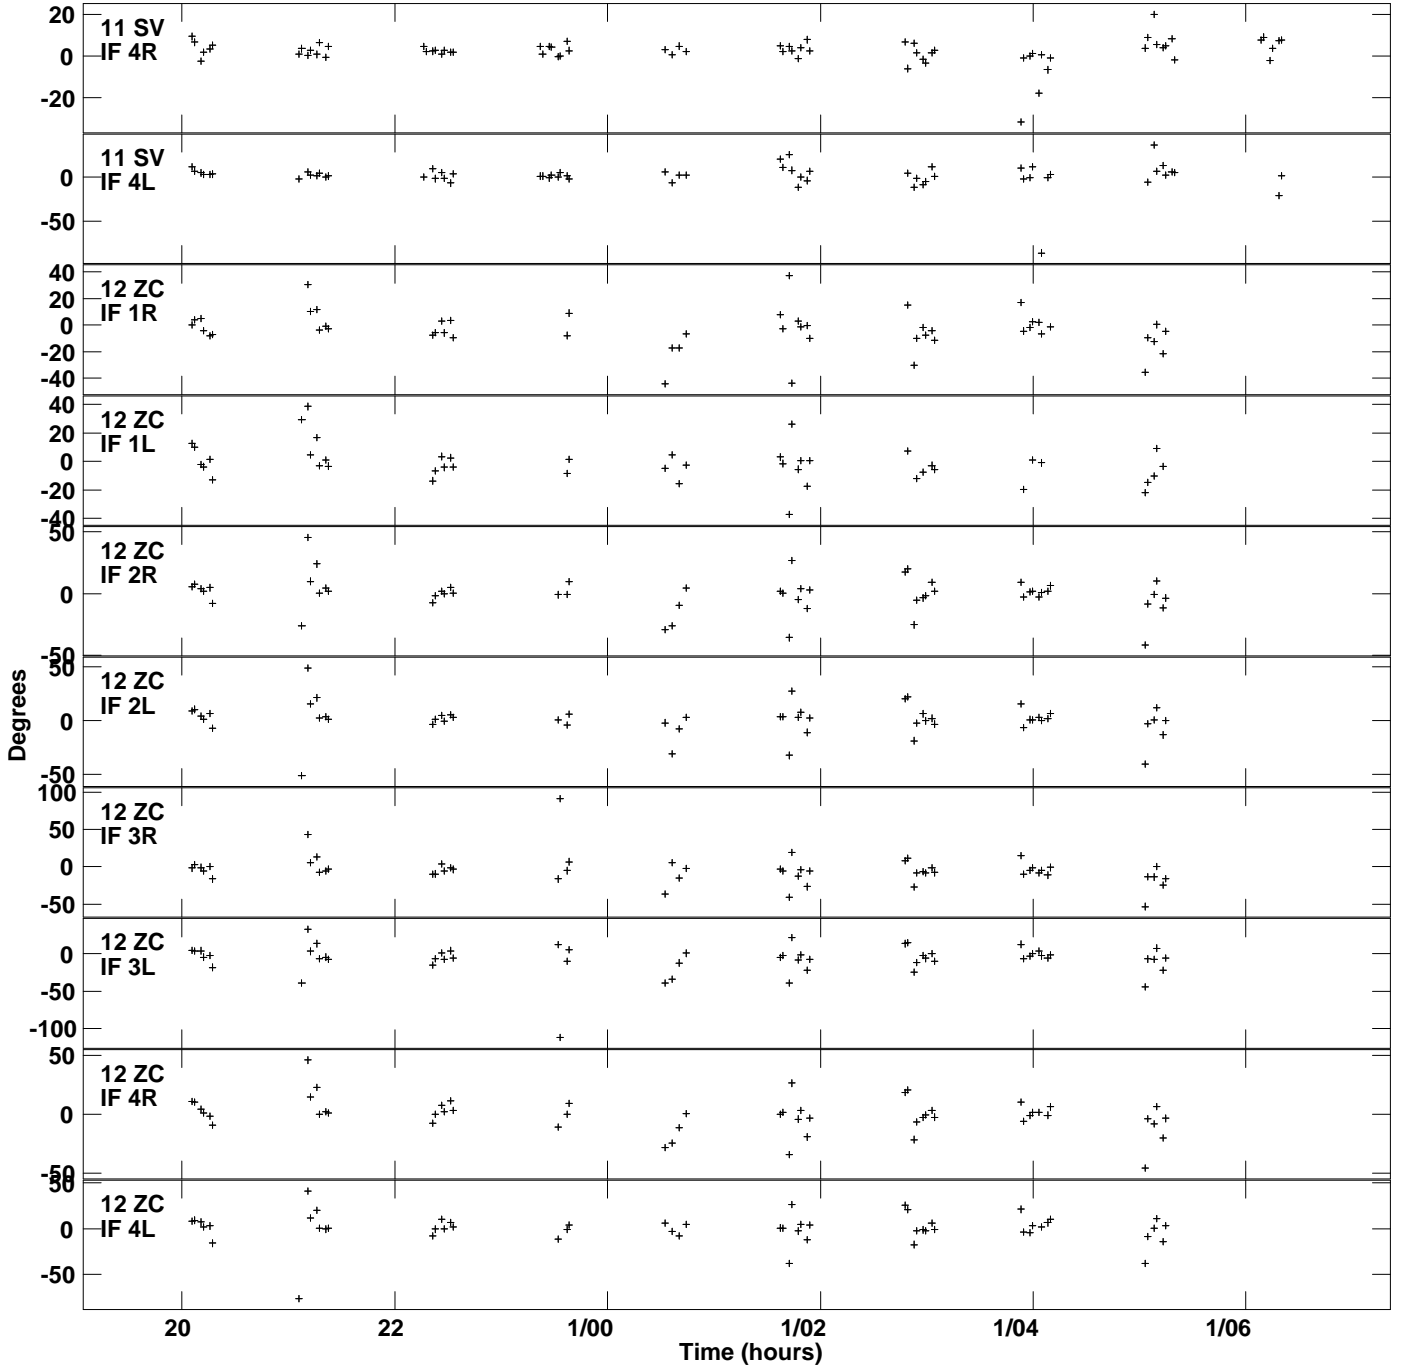 20
0
-20
11 SV
IF 4R
0
-50
11 SV
IF 4L
40
20
0
-20
-40
12 ZC
IF 1R
40
20
0
-20
-40
12 ZC
IF 1L
50
0
-50
12 ZC
IF 2R
50
0
-50
12 ZC
IF 2L
100
50
0
-50
12 ZC
IF 3R
0
-50
-100
12 ZC
IF 3L
50
0
-50
12 ZC
IF 4R
50
0
-50
12 ZC
IF 4L
Degrees
20 22 1/00 1/02 1/04 1/06
Time (hours)